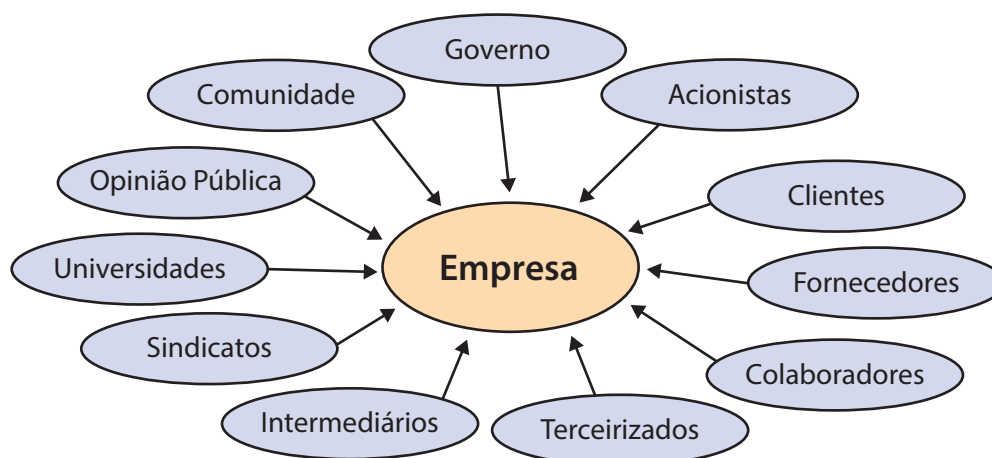 Governo
Comunidade
Acionistas
Opinião Pública
Clientes
Empresa
Universidades
Fornecedores
Sindicatos
Colaboradores
Intermediários
Terceirizados